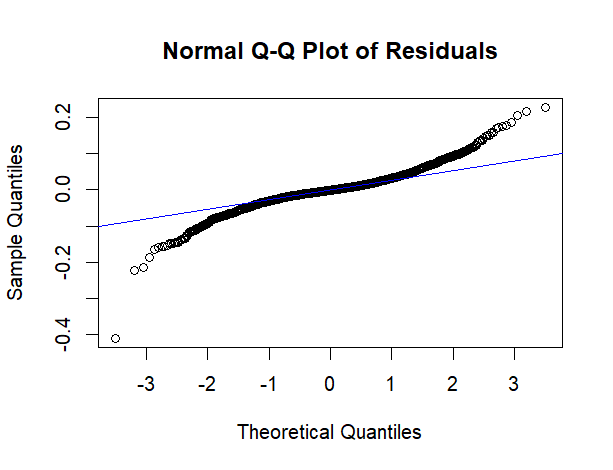 Normal Q-Q Plot of Residuals
Sample Quantiles
0.2
0.0
-0.2
-0.4
-3 -2 -1 0 1 2 3
Theoretical Quantiles